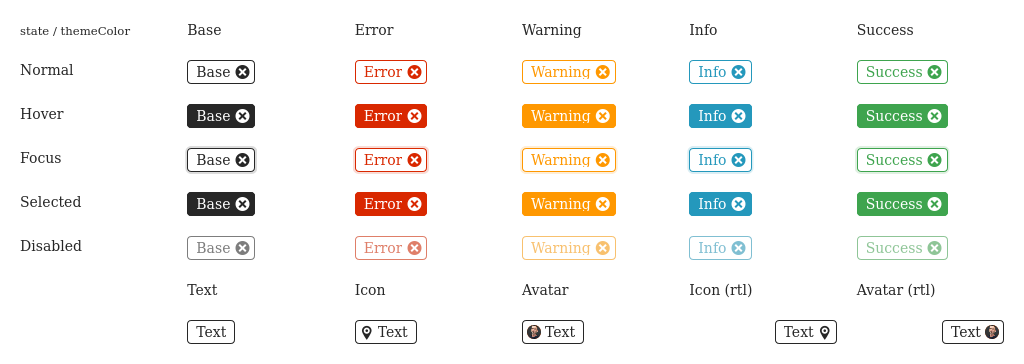 state / themeColor Base Error Warning Info Success
Normal Base Error Warning Info Success
Hover Base Error Warning Info Success
Focus Base Error Warning Info Success
Selected Base Error Warning Info Success
Disabled Base Error Warning Info Success
Text Icon Avatar Icon (rtl) Avatar (rtl)
Text Text Text Text Text